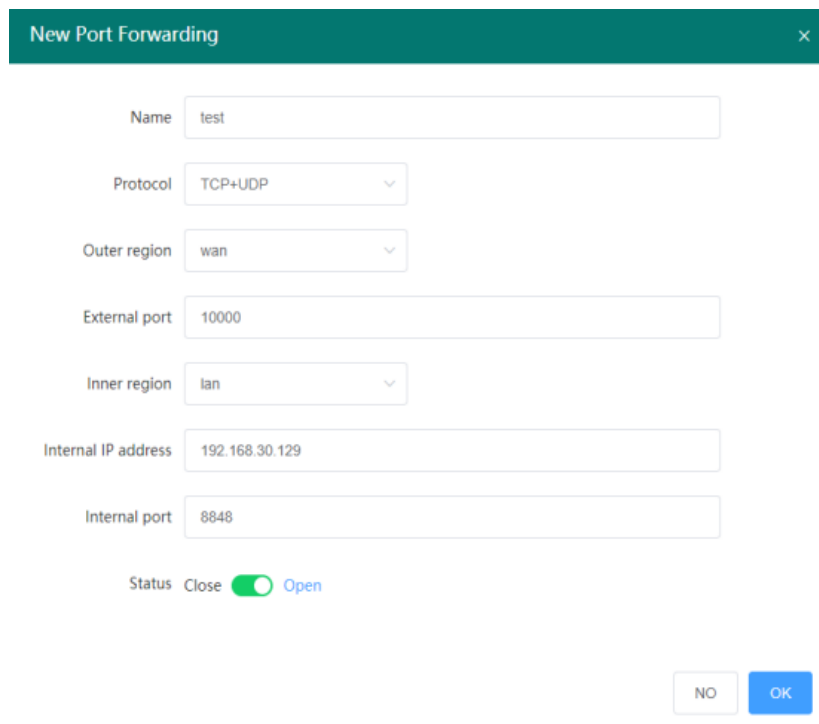 New Port Forwarding ×
Name test
Protocol TCP+UDP
Outer region wan
External port 10000
Inner region lan
Internal IP address 192.168.30.129
Internal port 8848
Status Close Open
NO OK